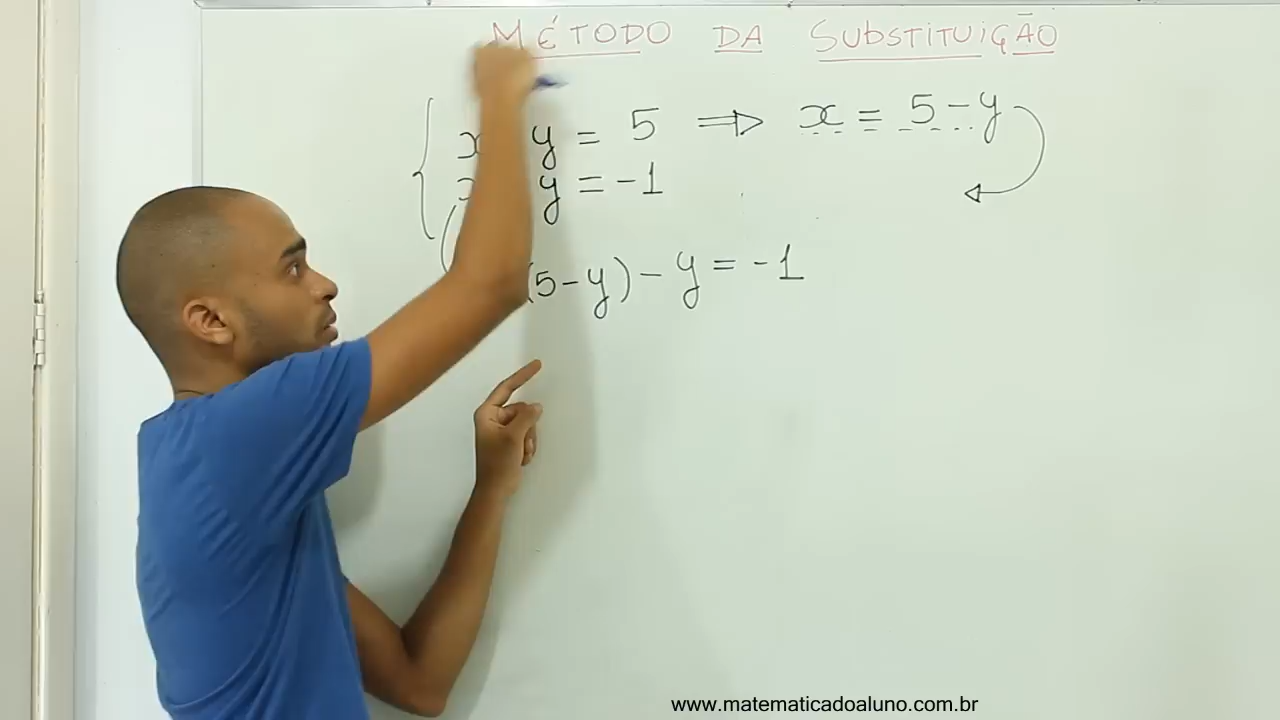 MÉTODO DA SUBSTITUIÇÃO
x y = 5 ⇒ x = 5 - y
x y = -1
(5 - y) - y = -1
www.matematicadoaluno.com.br